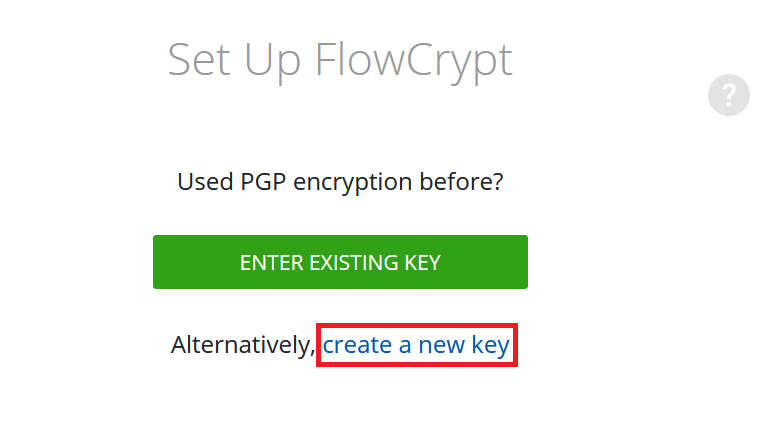 Set Up FlowCrypt
?
Used PGP encryption before?
ENTER EXISTING KEY
Alternatively, create a new key